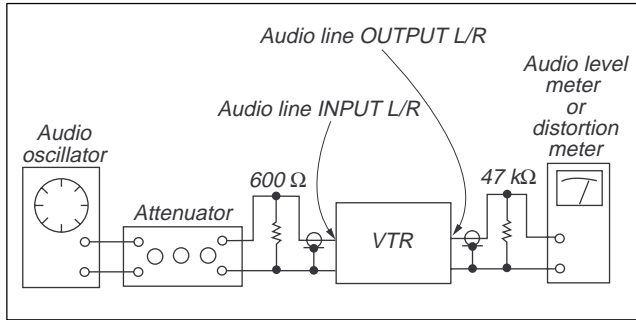 Audio line OUTPUT L/R
Audio level
meter
or
distortion
meter
Audio line INPUT L/R
Audio
oscillator
600 Ω
47 kΩ
Attenuator
VTR